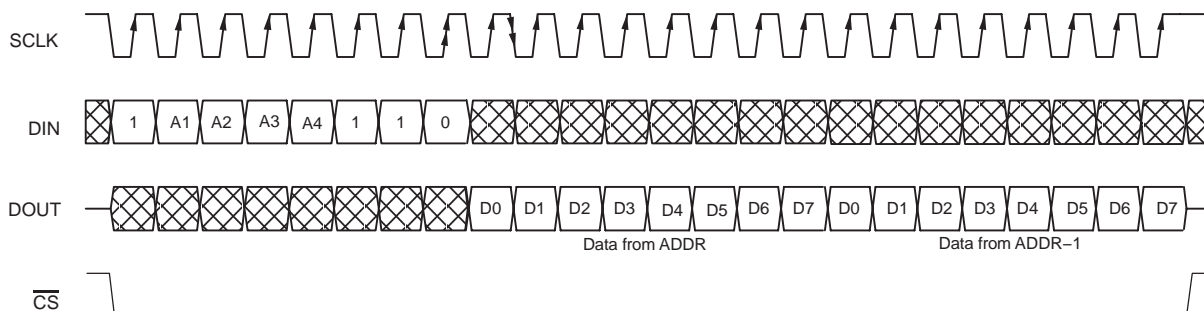 SCLK
DIN 1 A1 A2 A3 A4 1 1 0
DOUT D0 D1 D2 D3 D4 D5 D6 D7 D0 D1 D2 D3 D4 D5 D6 D7
Data from ADDR Data from ADDR−1
CS